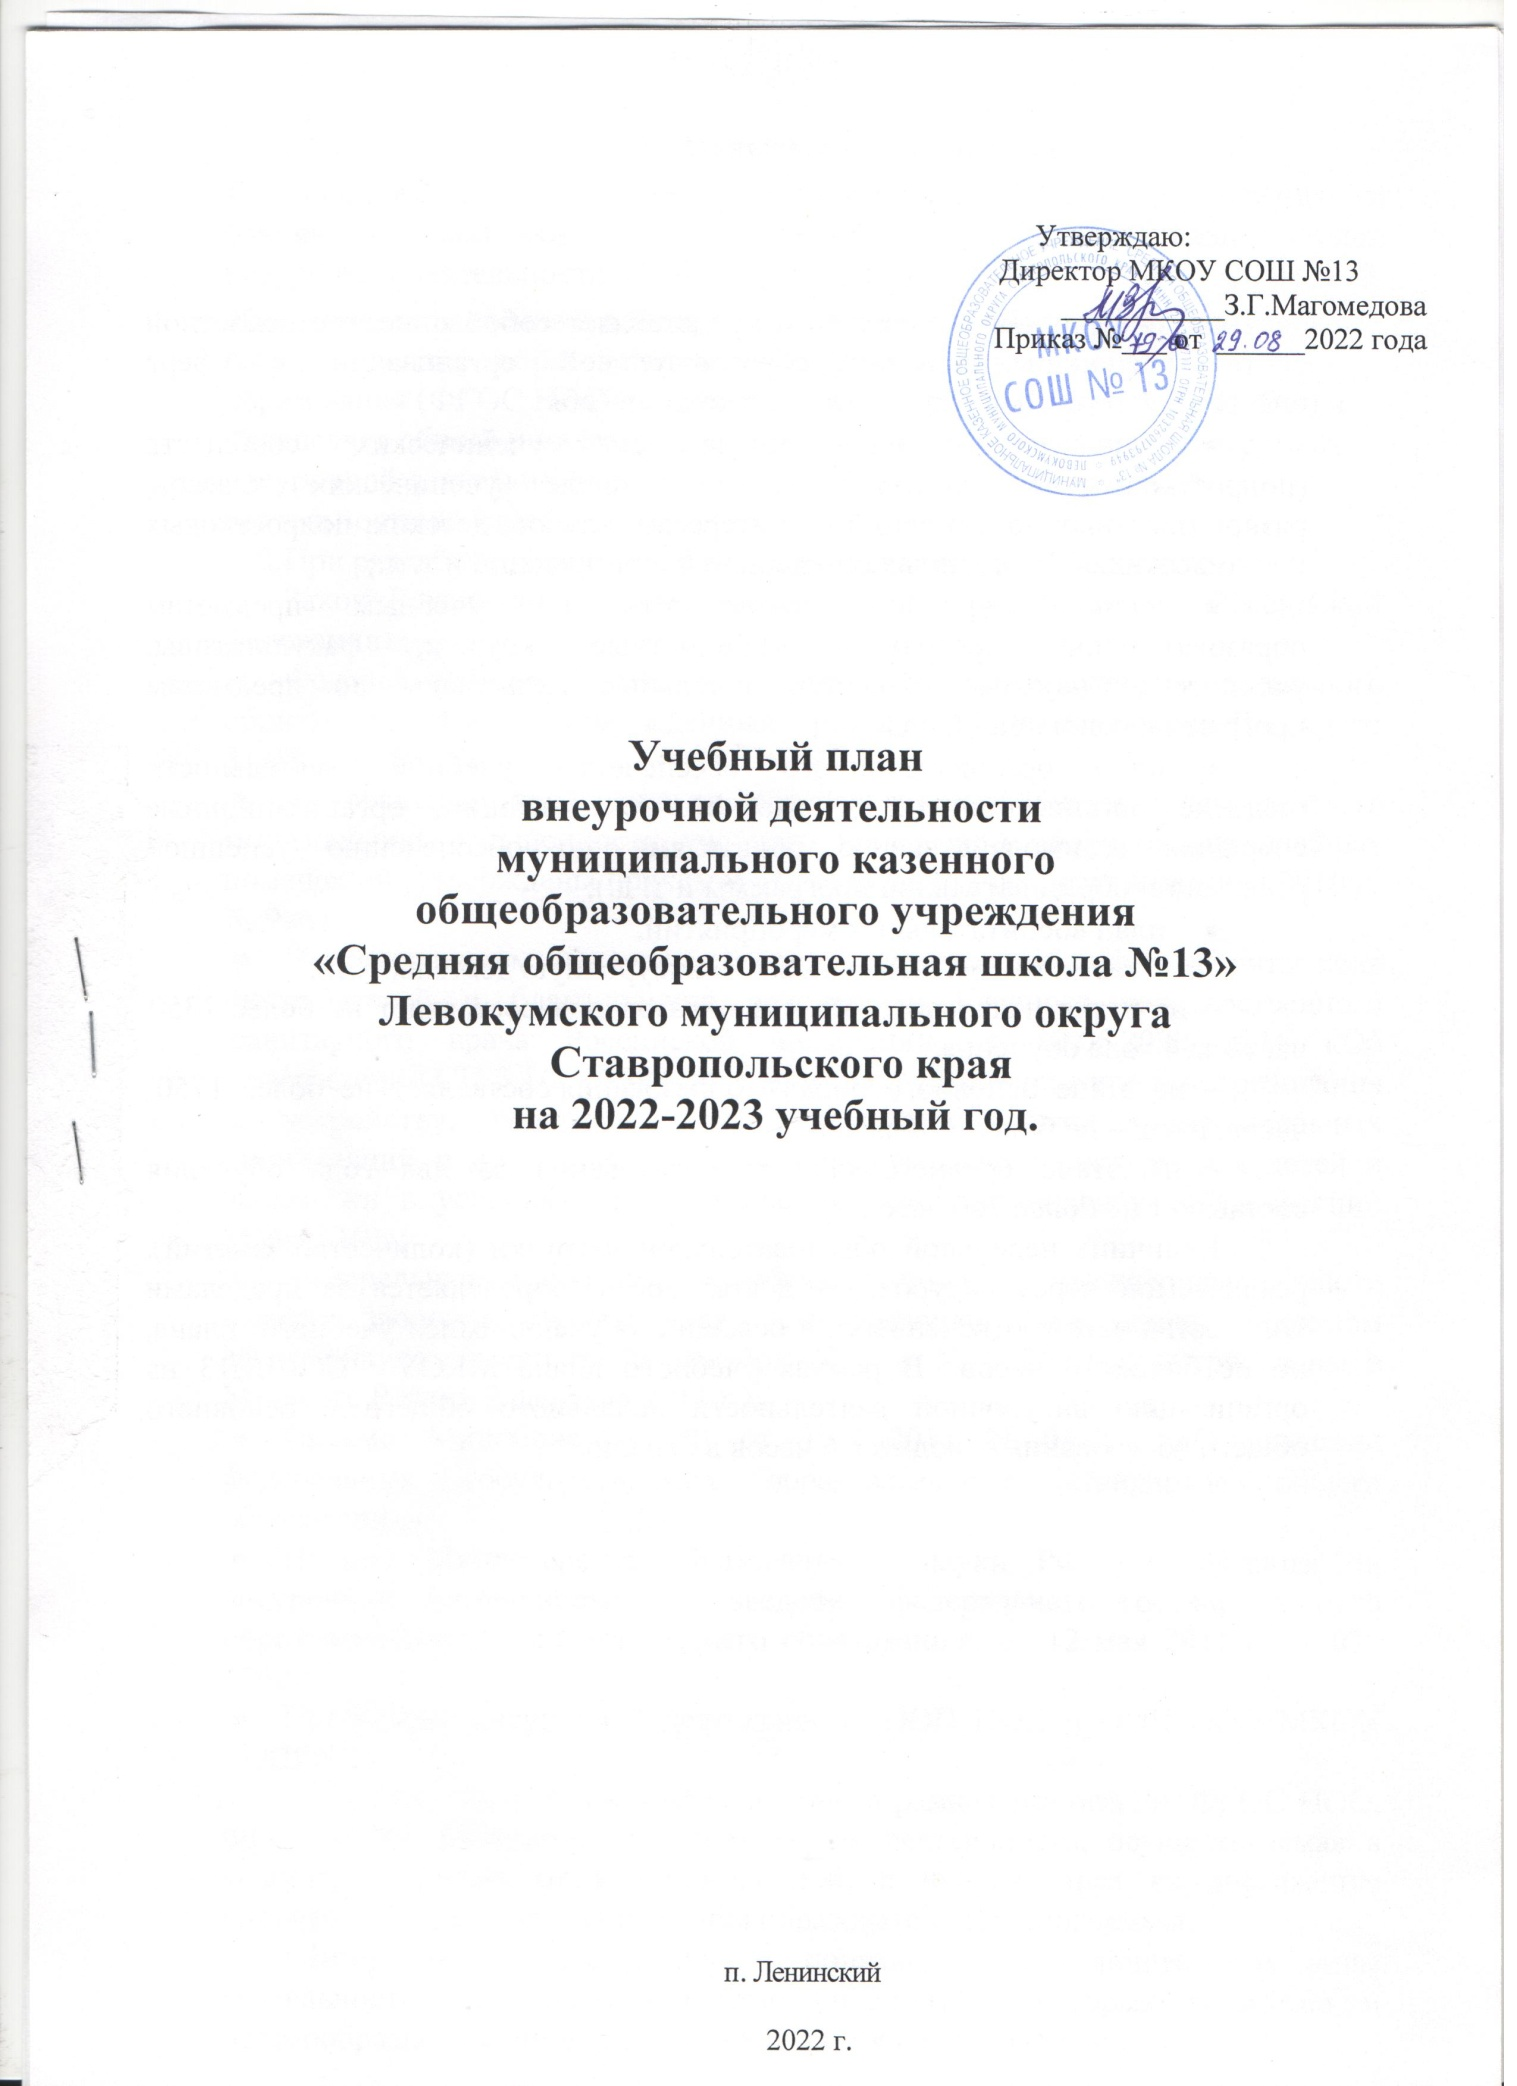 Утверждаю:
Директор МКОУ СОШ №13
____________З.Г.Магомедова
Приказ №____от 29.08 2022 года
МКОУ
СОШ № 13
Учебный план
внеурочной деятельности
муниципального казенного
общеобразовательного учреждения
«Средняя общеобразовательная школа №13»
Левокумского муниципального округа
Ставропольского края
на 2022-2023 учебный год.
п. Ленинский
2022 г.